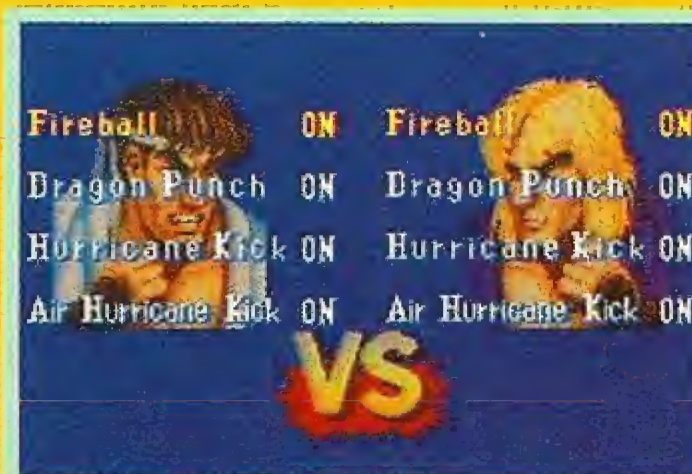 Fireball ON Fireball ON
Dragon Punch ON Dragon Punch ON
Hurricane Kick ON Hurricane Kick ON
Air Hurricane Kick ON Air Hurricane Kick ON
VS